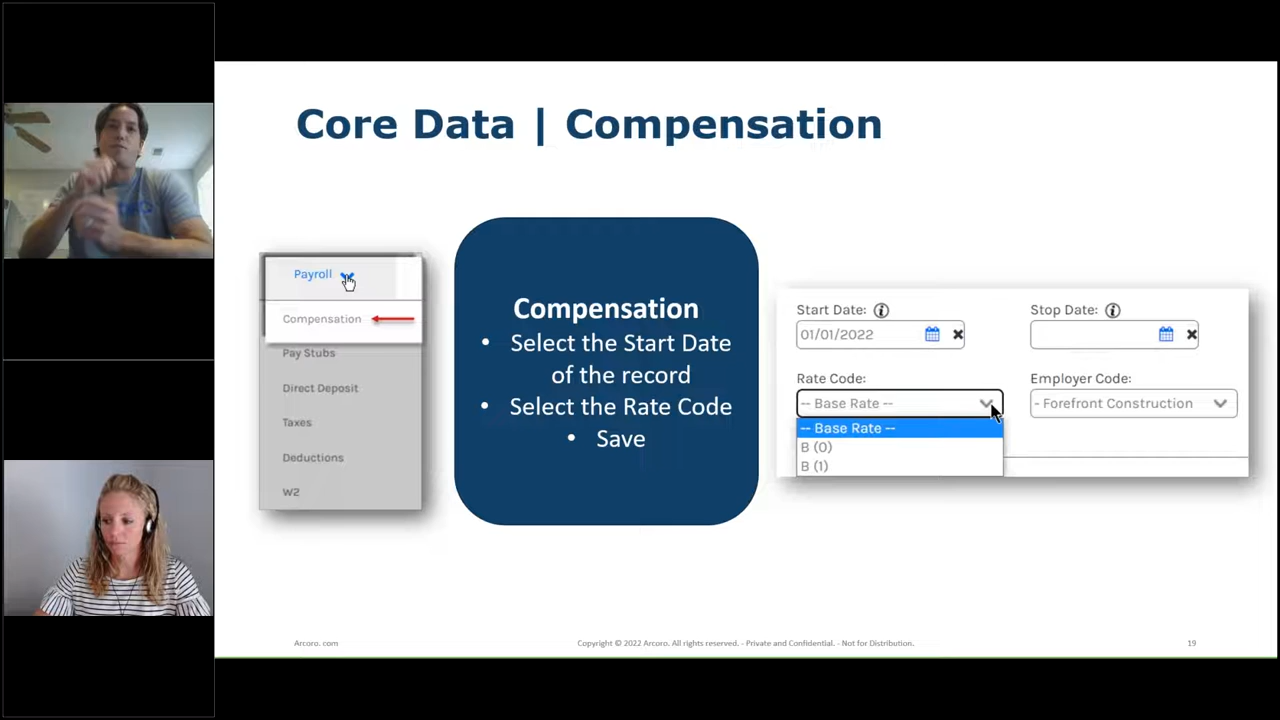 Core Data | Compensation
Payroll
Compensation
Pay Stubs
Direct Deposit
Taxes
Deductions
W2
Compensation
• Select the Start Date
of the record
• Select the Rate Code
• Save
Start Date:
01/01/2022
Stop Date:
Rate Code:
-- Base Rate --
-- Base Rate --
B (0)
B (1)
Employer Code:
- Forefront Construction
Arcoro. com
Copyright © 2022 Arcoro. All rights reserved. - Private and Confidential. - Not for Distribution.
19